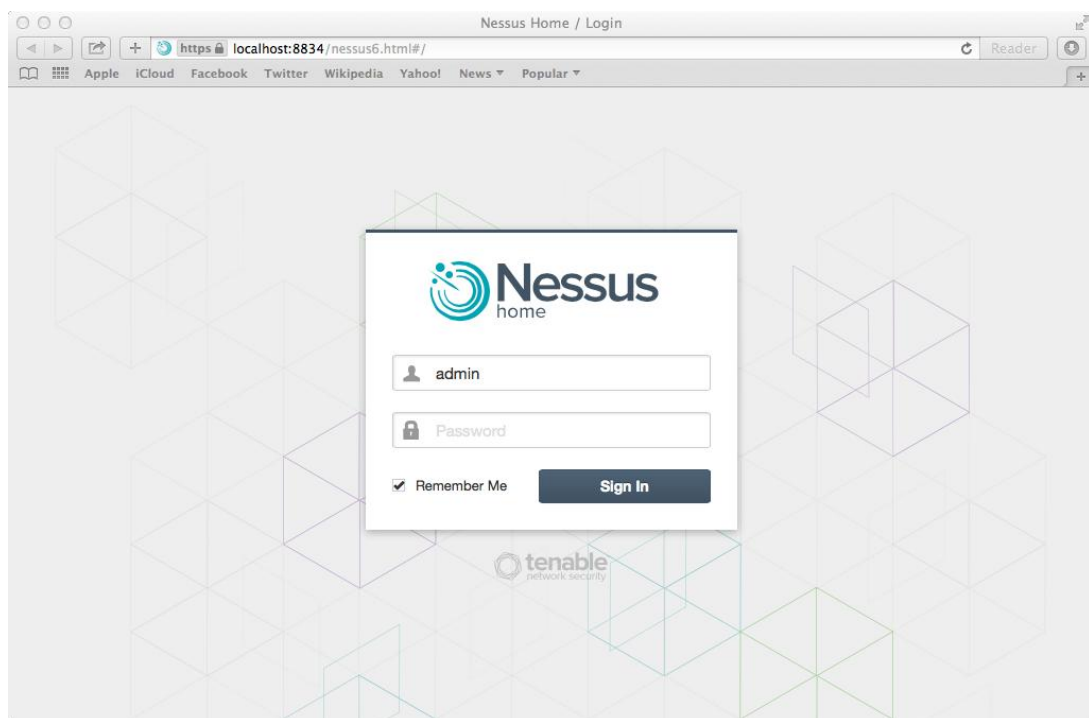 Nessus Home / Login
https localhost:8834/nessus6.html#/
Reader
Apple iCloud Facebook Twitter Wikipedia Yahoo! News Popular
+
Nessus
home
admin
Password
Remember Me
Sign In
tenable
network security